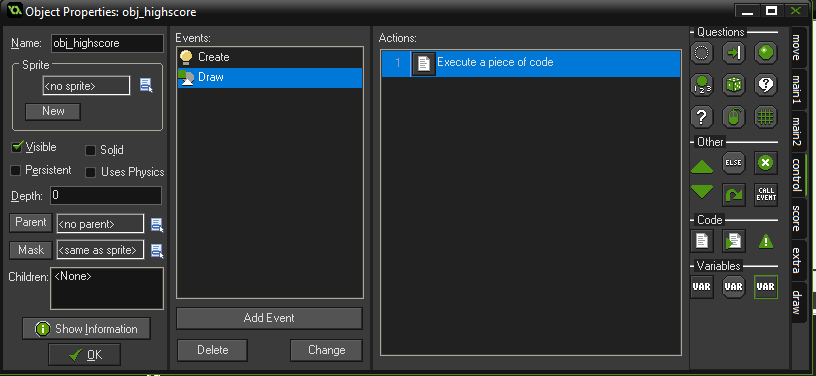 Object Properties: obj_highscore
Name: obj_highscore
Sprite
<no sprite>
New
Visible
Solid
Persistent
Uses Physics
Depth: 0
Parent
<no parent>
Mask
<same as sprite>
Children: <None>
Show Information
OK
Events:
Create
Draw
Add Event
Delete
Change
Actions:
1 Execute a piece of code
Questions
1 2 3
?
?
Other
ELSE
CALL EVENT
Code
Variables
VAR
VAR
VAR
move
main1
main2
control
score
extra
draw